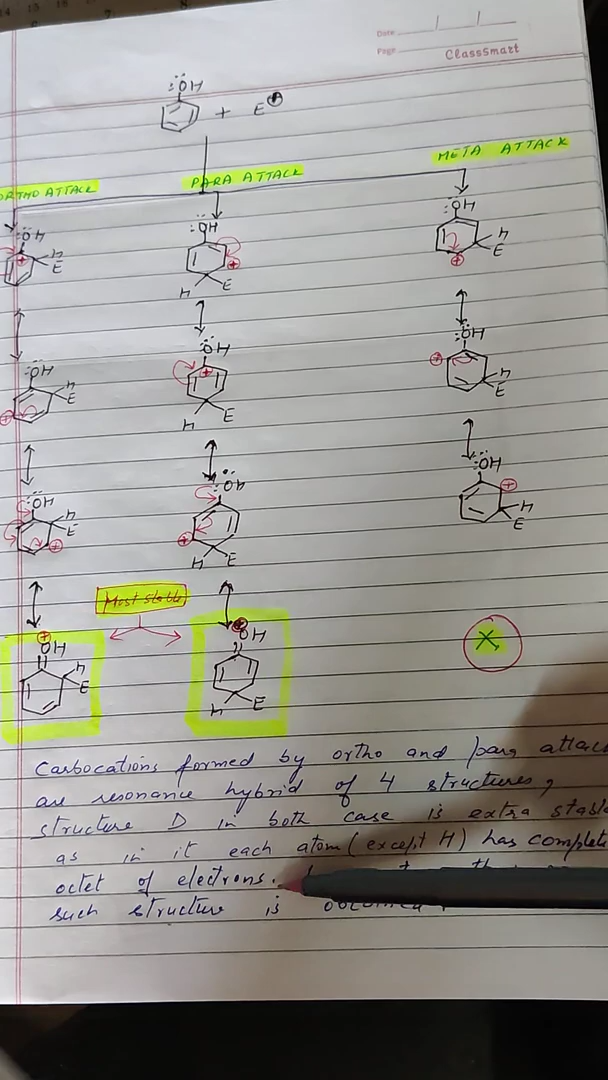 Date
Page
ClassSmart
:ÖH
+ E⊕
ORTHO ATTACK
PARA ATTACK
META ATTACK
Most stable
X
Carbocations formed by ortho and para attack
are resonance hybrid of 4 structures,
structure D in both case is extra stable
as in it each atom (except H) has complete
octet of electrons.
such structure is